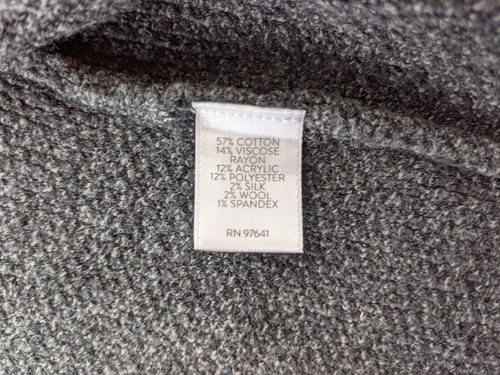 57% COTTON
14% VISCOSE
RAYON
12% ACRYLIC
12% POLYESTER
2% SILK
2% WOOL
1% SPANDEX
RN 97641